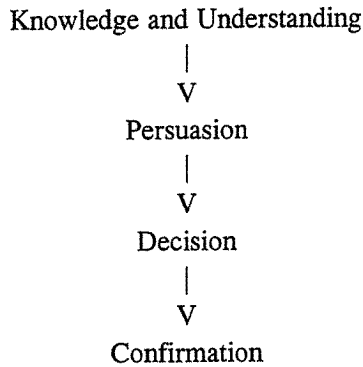 Knowledge and Understanding
|
V
Persuasion
|
V
Decision
|
V
Confirmation